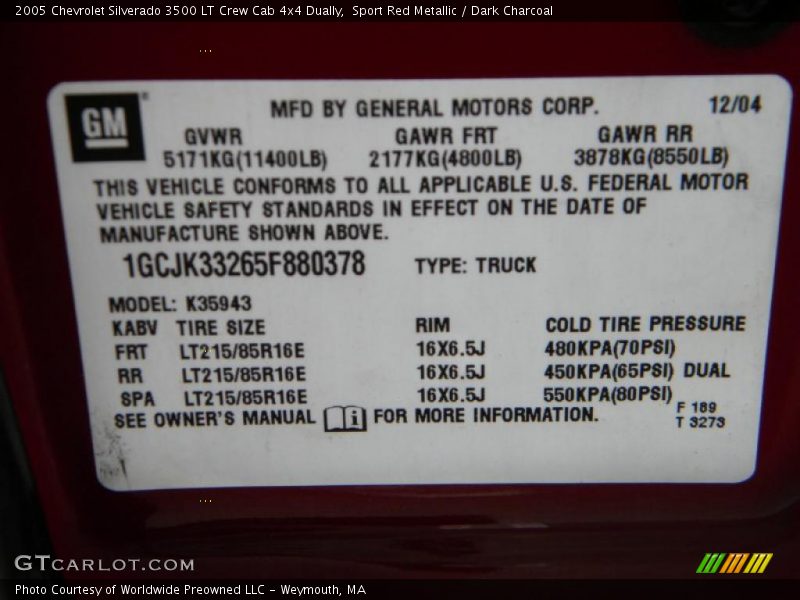 2005 Chevrolet Silverado 3500 LT Crew Cab 4x4 Dually,  Sport Red Metallic / Dark Charcoal
...
GM
MFD BY GENERAL MOTORS CORP. 12/04
GVWR GAWR FRT GAWR RR
5171KG(11400LB) 2177KG(4800LB) 3878KG(8550LB)
THIS VEHICLE CONFORMS TO ALL APPLICABLE U.S. FEDERAL MOTOR
VEHICLE SAFETY STANDARDS IN EFFECT ON THE DATE OF
MANUFACTURE SHOWN ABOVE.
1GCJK33265F880378 TYPE: TRUCK
MODEL: K35943
KABV TIRE SIZE RIM COLD TIRE PRESSURE
FRT LT215/85R16E 16X6.5J 480KPA(70PSI)
RR LT215/85R16E 16X6.5J 450KPA(65PSI) DUAL
SPA LT215/85R16E 16X6.5J 550KPA(80PSI)
SEE OWNER'S MANUAL i FOR MORE INFORMATION.
F 189
T 3273
...
GTCARLOT.COM
Photo Courtesy of Worldwide Preowned LLC - Weymouth, MA